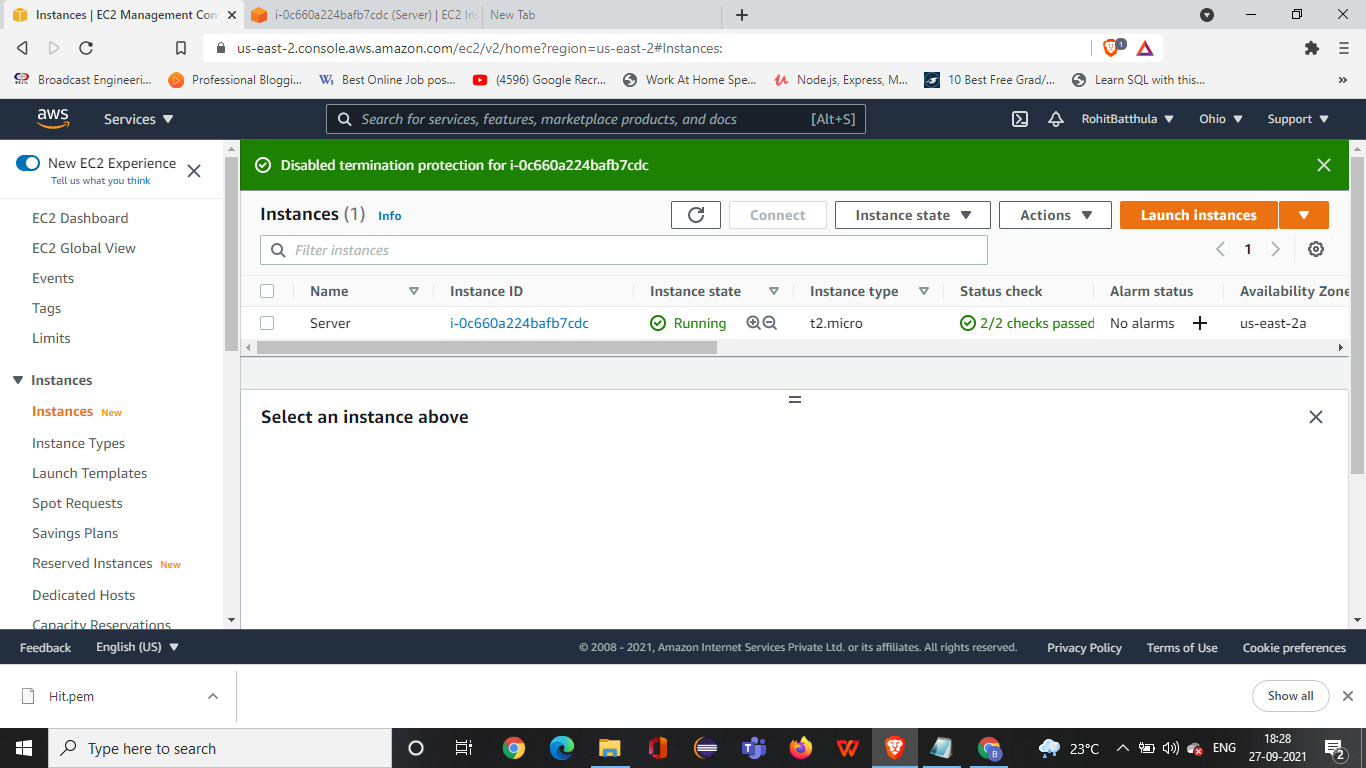 Instances | EC2 Management Con
i-0c660a224bafb7cdc (Server) | EC2 Ins
New Tab
us-east-2.console.aws.amazon.com/ec2/v2/home?region=us-east-2#Instances:
1
Broadcast Engineeri...
Professional Bloggi...
Best Online Job pos...
(4596) Google Recr...
Work At Home Spe...
Node.js, Express, M...
10 Best Free Grad/...
Learn SQL with this...
»
aws
Services
Search for services, features, marketplace products, and docs [Alt+S]
RohitBatthula
Ohio
Support
New EC2 Experience
Tell us what you think
EC2 Dashboard
EC2 Global View
Events
Tags
Limits
Instances
Instances New
Instance Types
Launch Templates
Spot Requests
Savings Plans
Reserved Instances New
Dedicated Hosts
Capacity Reservations
Disabled termination protection for i-0c660a224bafb7cdc
Instances (1) Info
Connect
Instance state
Actions
Launch instances
Filter instances
1
Name Instance ID Instance state Instance type Status check Alarm status Availability Zone
Server i-0c660a224bafb7cdc Running t2.micro 2/2 checks passed No alarms + us-east-2a
Select an instance above
Feedback English (US) © 2008 - 2021, Amazon Internet Services Private Ltd. or its affiliates. All rights reserved. Privacy Policy Terms of Use Cookie preferences
Hit.pem
Show all
Type here to search
23°C
ENG
18:28
27-09-2021
2